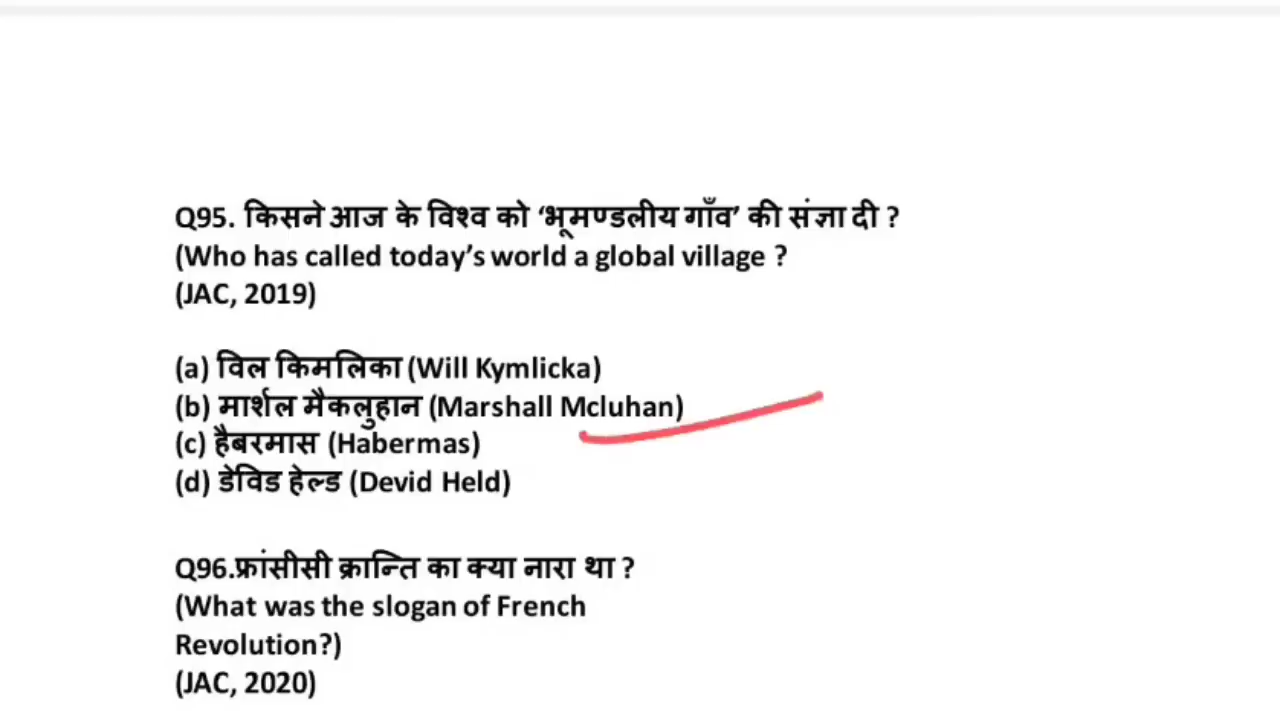 Q95. किसने आज के विश्व को ‘भूमण्डलीय गाँव’ की संज्ञा दी ?
(Who has called today’s world a global village ?
(JAC, 2019)
(a) विल किमलिका (Will Kymlicka)
(b) मार्शल मैकलुहान (Marshall Mcluhan)
(c) हैबरमास (Habermas)
(d) डेविड हेल्ड (Devid Held)
Q96.फ्रांसीसी क्रान्ति का क्या नारा था ?
(What was the slogan of French
Revolution?)
(JAC, 2020)